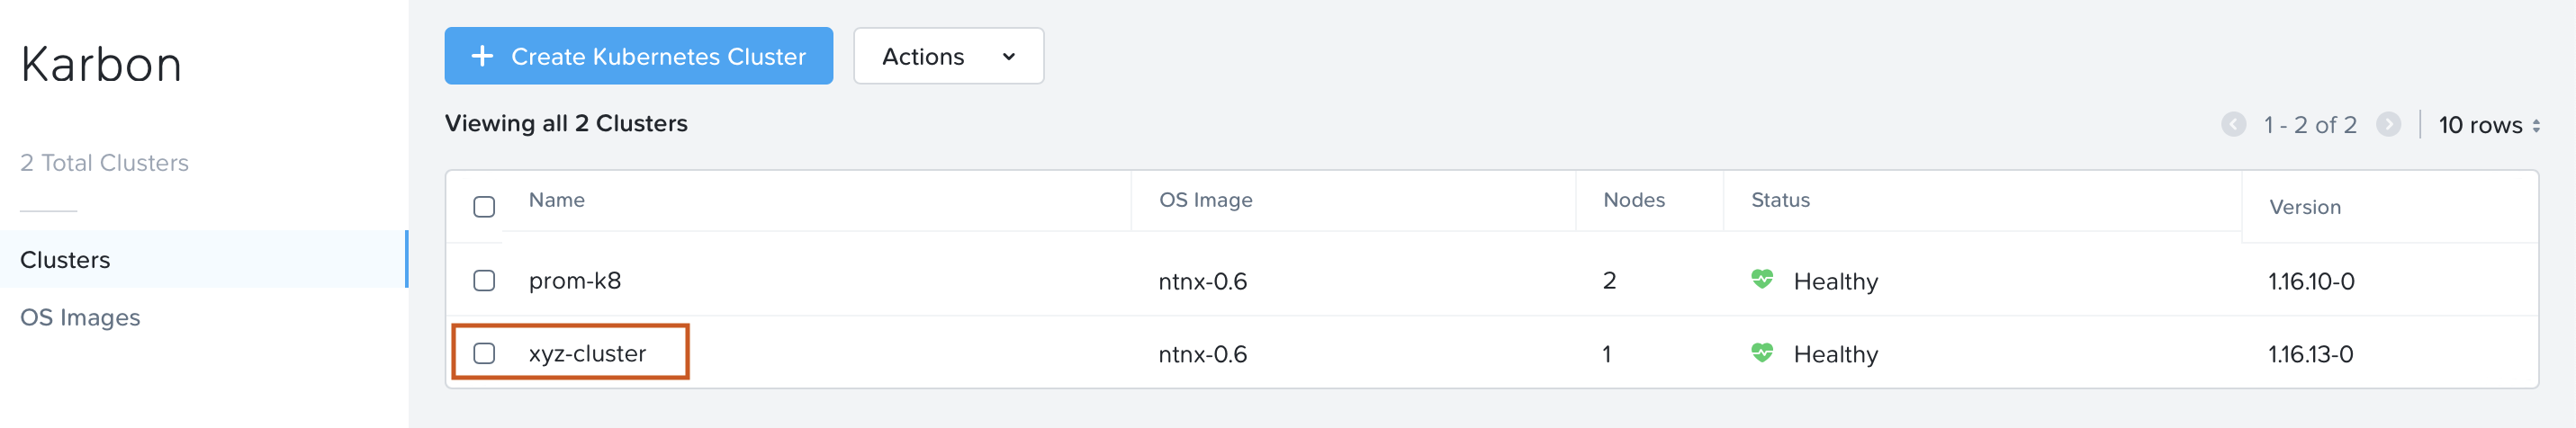 Karbon
2 Total Clusters
Clusters
OS Images
+ Create Kubernetes Cluster
Actions
Viewing all 2 Clusters
1 - 2 of 2
10 rows
Name OS Image Nodes Status Version
prom-k8 ntnx-0.6 2 Healthy 1.16.10-0
xyz-cluster ntnx-0.6 1 Healthy 1.16.13-0